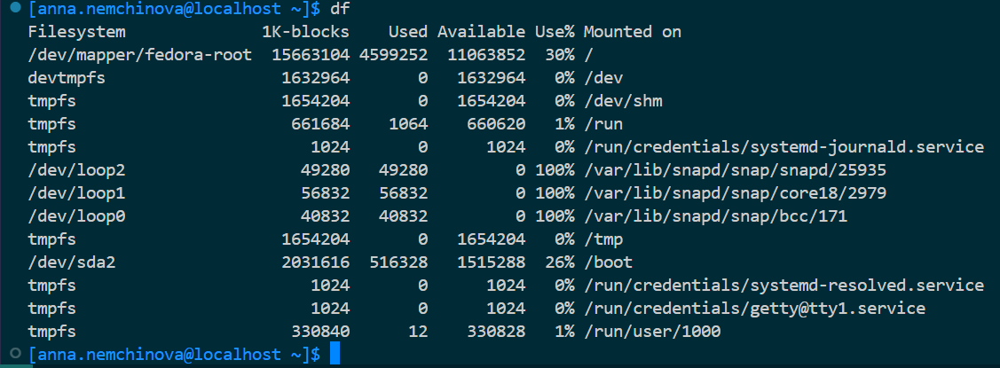 [anna.nemchinova@localhost ~]$ df
Filesystem              1K-blocks    Used Available Use% Mounted on
/dev/mapper/fedora-root  15663104 4599252  11063852  30% /
devtmpfs                  1632964       0   1632964   0% /dev
tmpfs                     1654204       0   1654204   0% /dev/shm
tmpfs                      661684    1064    660620   1% /run
tmpfs                        1024       0      1024   0% /run/credentials/systemd-journald.service
/dev/loop2                  49280   49280         0 100% /var/lib/snapd/snap/snapd/25935
/dev/loop1                  56832   56832         0 100% /var/lib/snapd/snap/core18/2979
/dev/loop0                  40832   40832         0 100% /var/lib/snapd/snap/bcc/171
tmpfs                     1654204       0   1654204   0% /tmp
/dev/sda2                 2031616  516328   1515288  26% /boot
tmpfs                        1024       0      1024   0% /run/credentials/systemd-resolved.service
tmpfs                        1024       0      1024   0% /run/credentials/getty@tty1.service
tmpfs                      330840      12    330828   1% /run/user/1000
[anna.nemchinova@localhost ~]$